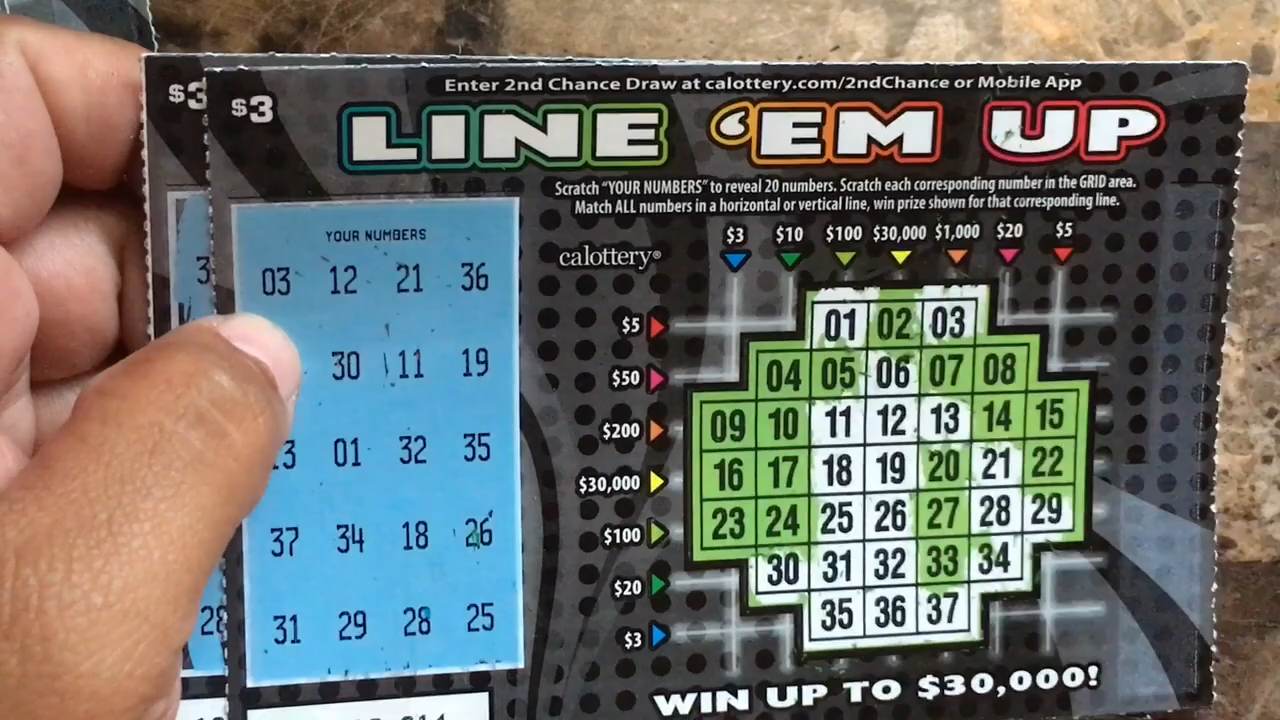 Enter 2nd Chance Draw at calottery.com/2ndChance or Mobile App
$3
$3
LINE 'EM UP
Scratch "YOUR NUMBERS" to reveal 20 numbers. Scratch each corresponding number in the GRID area.
Match ALL numbers in a horizontal or vertical line, win prize shown for that corresponding line.
YOUR NUMBERS
03 12 21 36
30 11 19
01 32 35
37 34 18 26
31 29 28 25
28
calottery®
$3 $10 $100 $30,000 $1,000 $20 $5
$5 01 02 03
$50 04 05 06 07 08
$200 09 10 11 12 13 14 15
$30,000 16 17 18 19 20 21 22
$100 23 24 25 26 27 28 29
$20 30 31 32 33 34
$3 35 36 37
WIN UP TO $30,000!